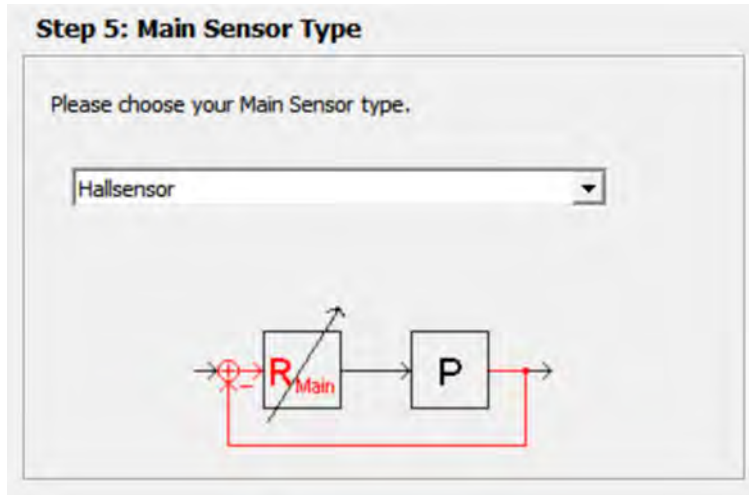 Step 5: Main Sensor Type
Please choose your Main Sensor type.
Hallsensor
R Main
P